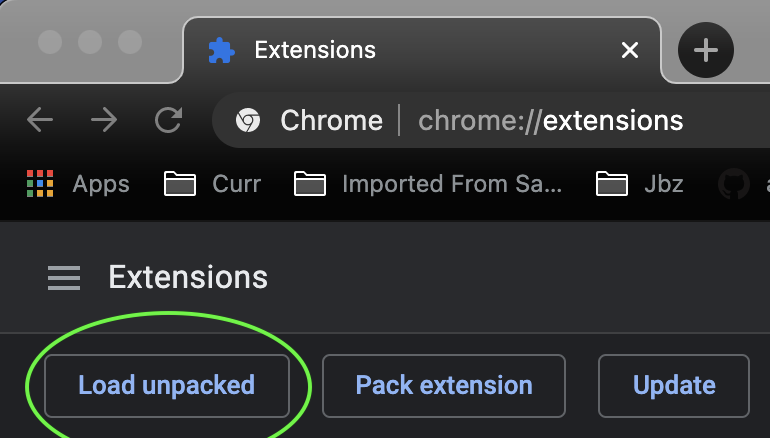 Extensions
Chrome | chrome://extensions
Apps Curr Imported From Sa... Jbz
Extensions
Load unpacked Pack extension Update